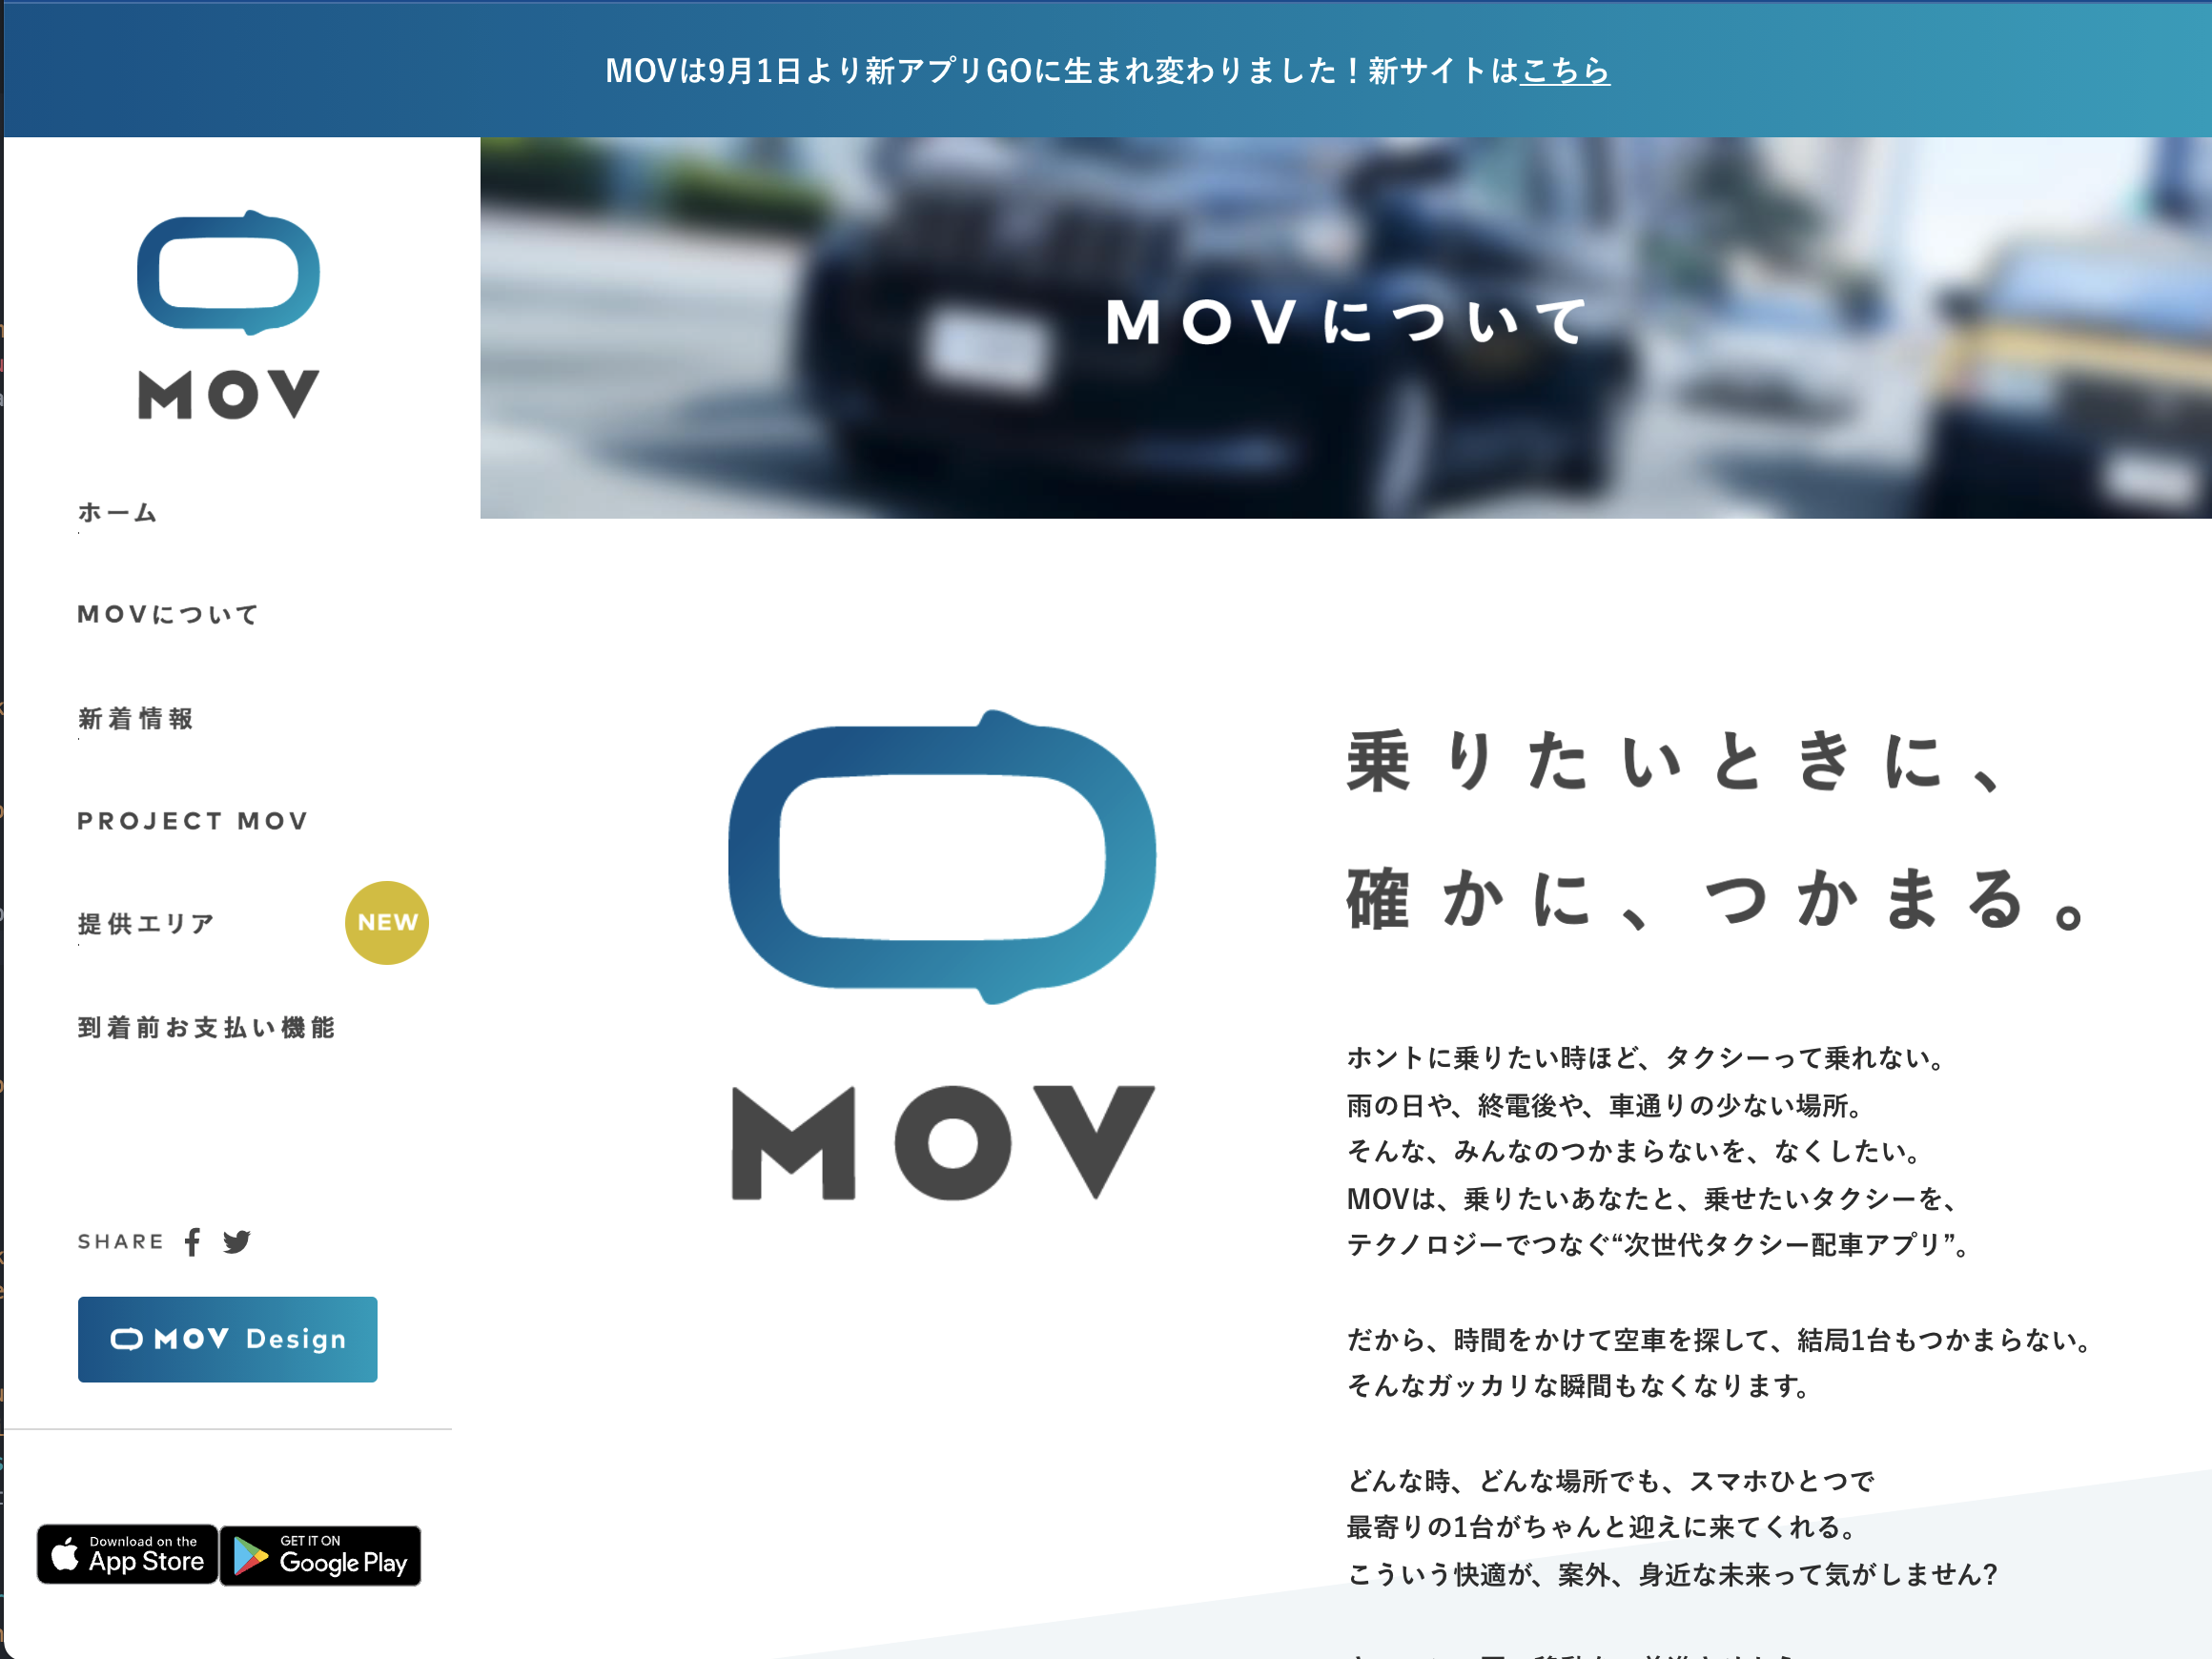 MOVは9月1日より新アプリGOに生まれ変わりました！新サイトはこちら
MOV
ホーム
MOVについて
新着情報
PROJECT MOV
提供エリア
NEW
到着前お支払い機能
SHARE
MOV Design
Download on the
App Store
GET IT ON
Google Play
MOVについて
MOV
乗りたいときに、
確かに、つかまる。
ホントに乗りたい時ほど、タクシーって乗れない。
雨の日や、終電後や、車通りの少ない場所。
そんな、みんなのつかまらないを、なくしたい。
MOVは、乗りたいあなたと、乗せたいタクシーを、
テクノロジーでつなぐ“次世代タクシー配車アプリ”。
だから、時間をかけて空車を探して、結局1台もつかまらない。
そんなガッカリな瞬間もなくなります。
どんな時、どんな場所でも、スマホひとつで
最寄りの1台がちゃんと迎えに来てくれる。
こういう快適が、案外、身近な未来って気がしません?